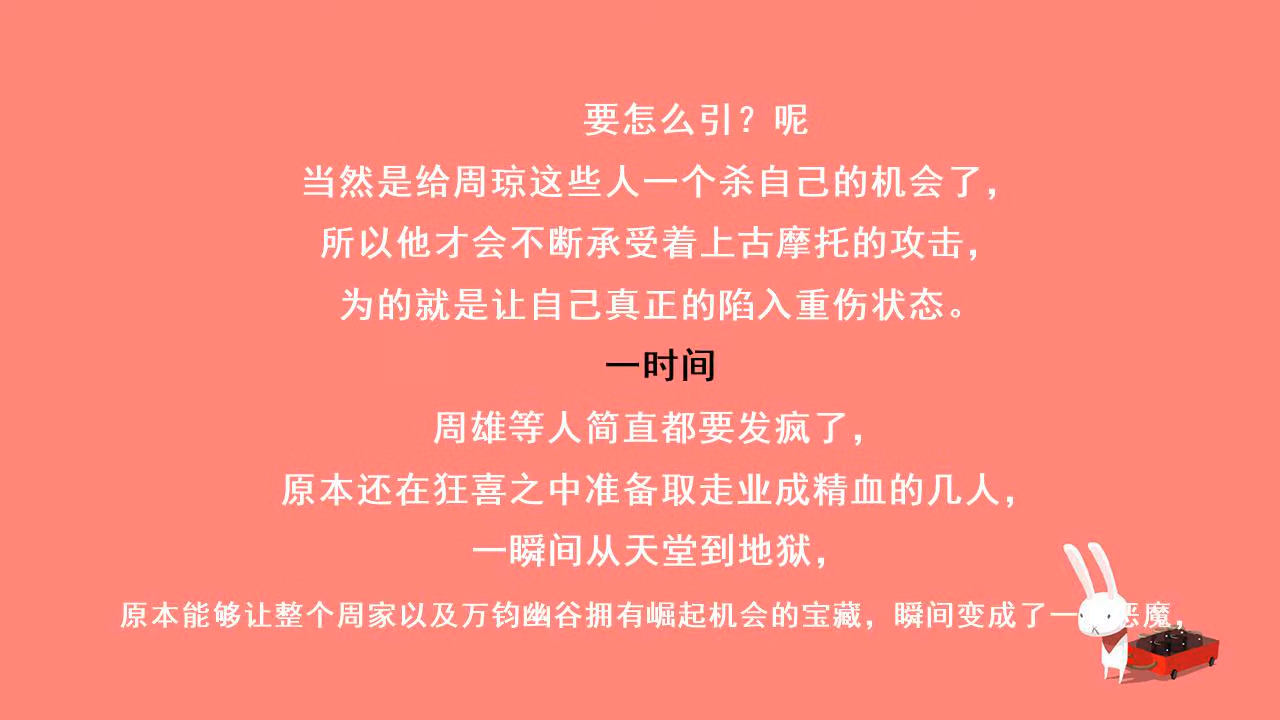 要怎么引？呢
当然是给周琼这些人一个杀自己的机会了，
所以他才会不断承受着上古摩托的攻击，
为的就是让自己真正的陷入重伤状态。
一时间
周雄等人简直都要发疯了，
原本还在狂喜之中准备取走业成精血的几人，
一瞬间从天堂到地狱，
原本能够让整个周家以及万钧幽谷拥有崛起机会的宝藏，瞬间变成了一恶魔，